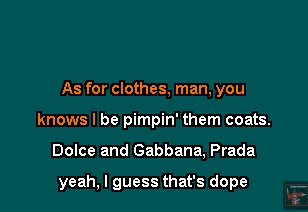 As for clothes, man, you
knows I be pimpin' them coats.
Dolce and Gabbana, Prada
yeah, I guess that's dope